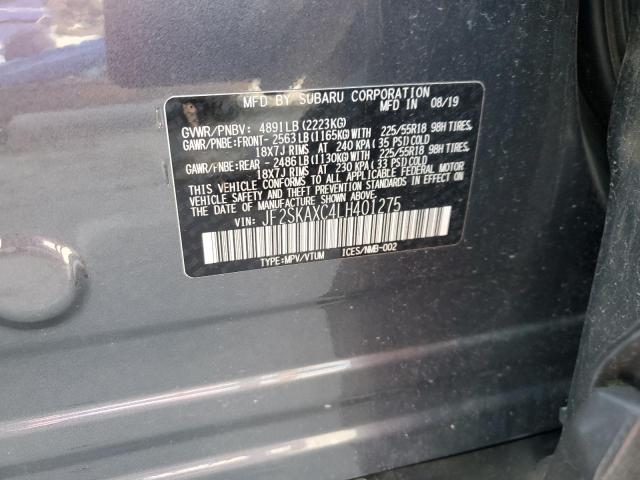 MFD BY SUBARU CORPORATION
MFD IN 08/19
GVWR/PNBV: 4891LB(2223KG)
GAWR/PNBE:FRONT- 2563LB(1165KG)WITH 225/55R18 98H TIRES,
18X7J RIMS AT 240 KPA(35 PSI)COLD
GAWR/PNBE:REAR - 2486LB(1130KG)WITH 225/55R18 98H TIRES,
18X7J RIMS AT 230 KPA(33 PSI)COLD
THIS VEHICLE CONFORMS TO ALL APPLICABLE FEDERAL MOTOR
VEHICLE SAFETY AND THEFT PREVENTION STANDARDS IN EFFECT ON
THE DATE OF MANUFACTURE SHOWN ABOVE.
VIN: JF2SKAXC4LH401275
TYPE:MPV/VTUM ICES/NMB-002